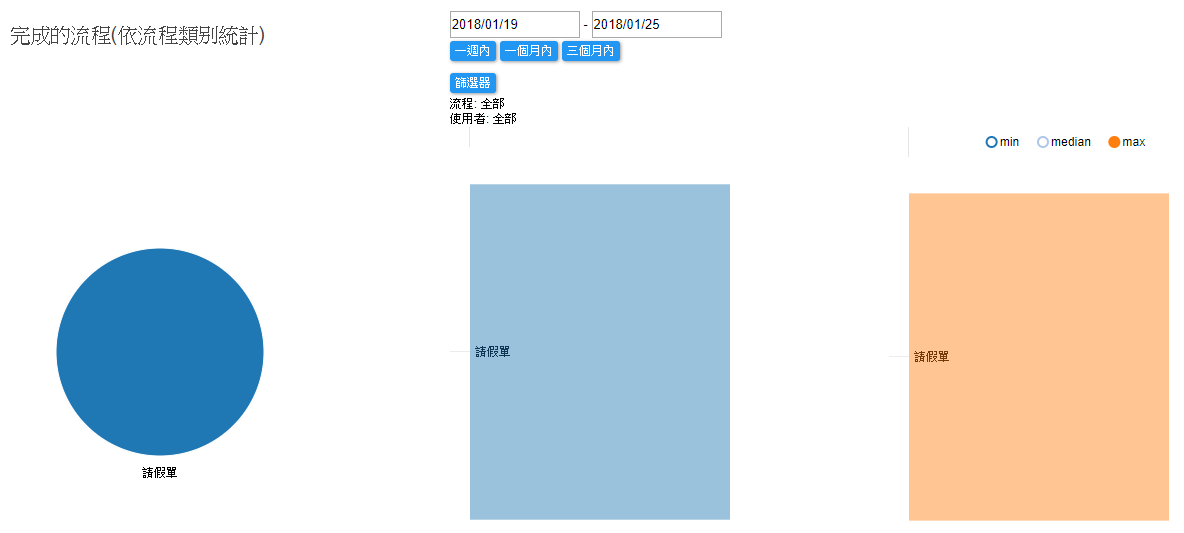 完成的流程(依流程類別統計)
2018/01/19 - 2018/01/25
一週內 一個月內 三個月內
篩選器
流程: 全部
使用者: 全部
min median max
請假單
請假單
請假單